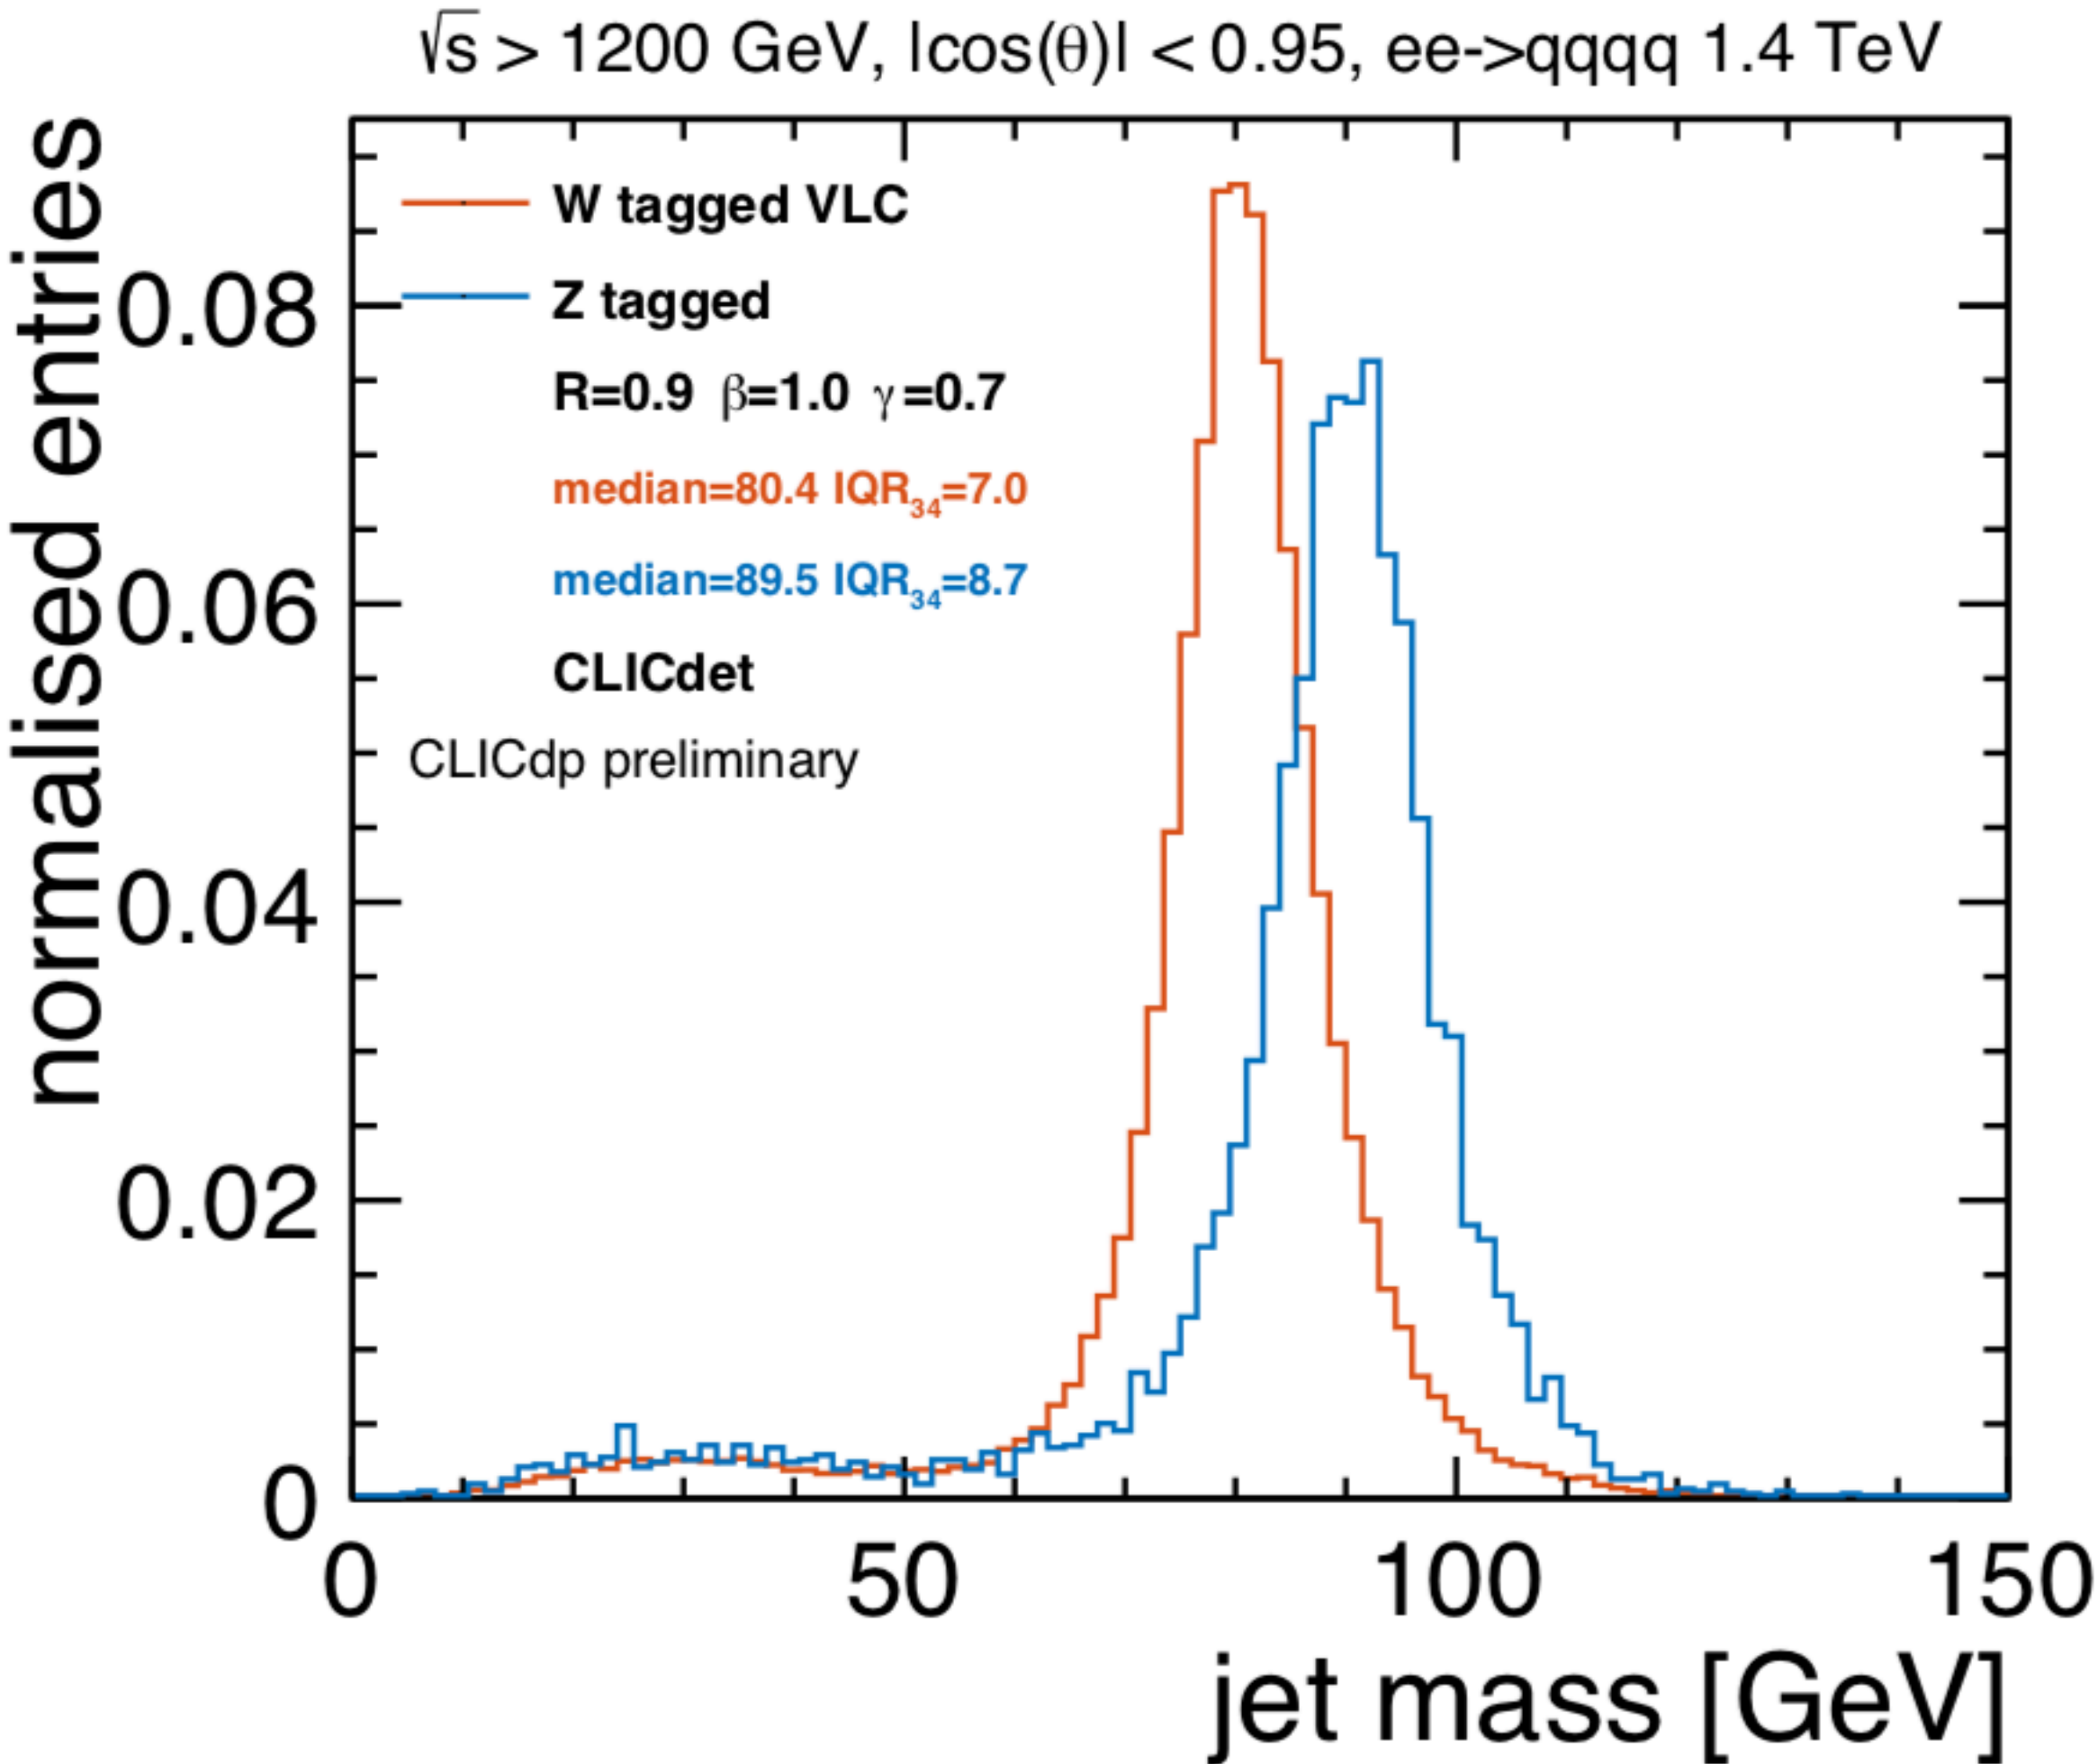 √s > 1200 GeV, |cos(θ)| < 0.95, ee->qqqq 1.4 TeV
normalised entries
W tagged VLC
Z tagged
R=0.9 β=1.0 γ=0.7
median=80.4 IQR34=7.0
median=89.5 IQR34=8.7
CLICdet
CLICdp preliminary
0.08
0.06
0.04
0.02
0
0 50 100 150
jet mass [GeV]